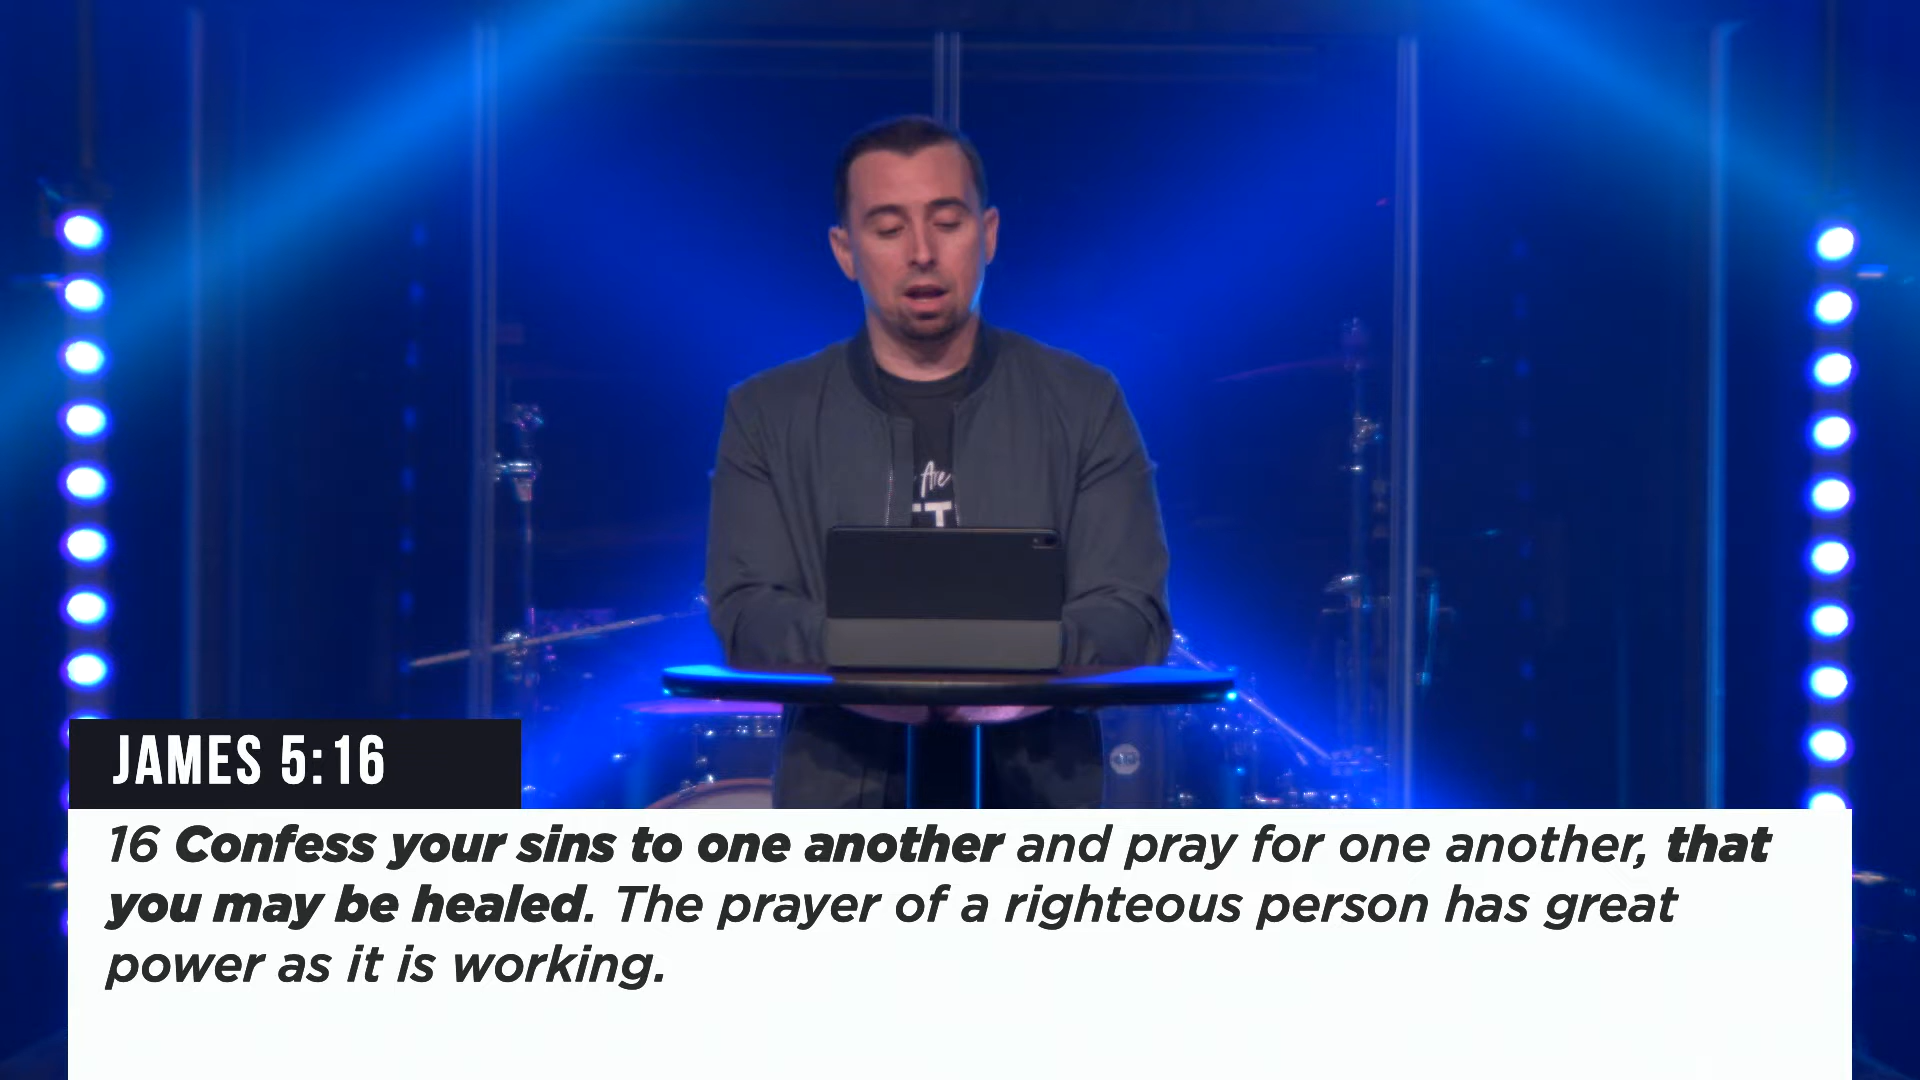 Are
JAMES 5:16
16 Confess your sins to one another and pray for one another, that
you may be healed. The prayer of a righteous person has great
power as it is working.